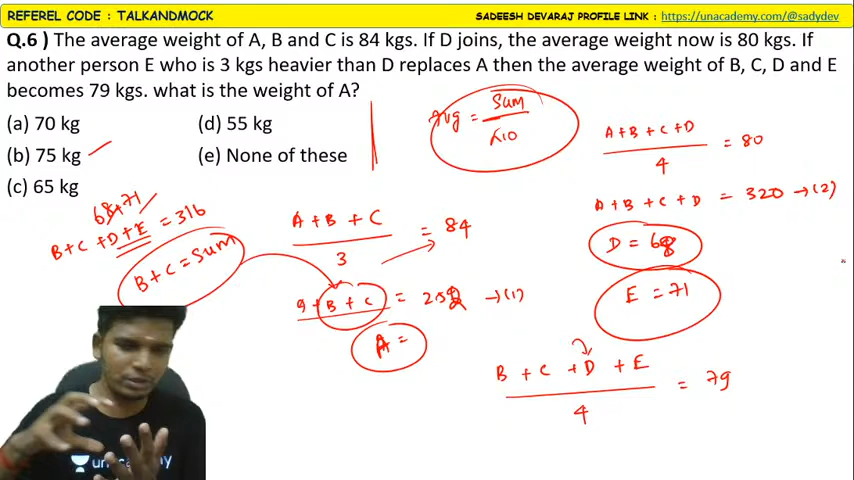 REFEREL CODE : TALKANDMOCK
SADEESH DEVARAJ PROFILE LINK : https://unacademy.com/@sadydev
Q.6 ) The average weight of A, B and C is 84 kgs. If D joins, the average weight now is 80 kgs. If
another person E who is 3 kgs heavier than D replaces A then the average weight of B, C, D and E
becomes 79 kgs. what is the weight of A?
(a) 70 kg
(d) 55 kg
(b) 75 kg
(e) None of these
(c) 65 kg
avg = Sum
A+B+C+D
4
= 80
A + B + C + D = 320 → (2)
D = 68
E = 71
68+71
B+C +D+E = 316
B+C = Sum
A + B + C
3
= 84
+ B + C = 252 → (1)
A =
B + C + D + E
4
= 79